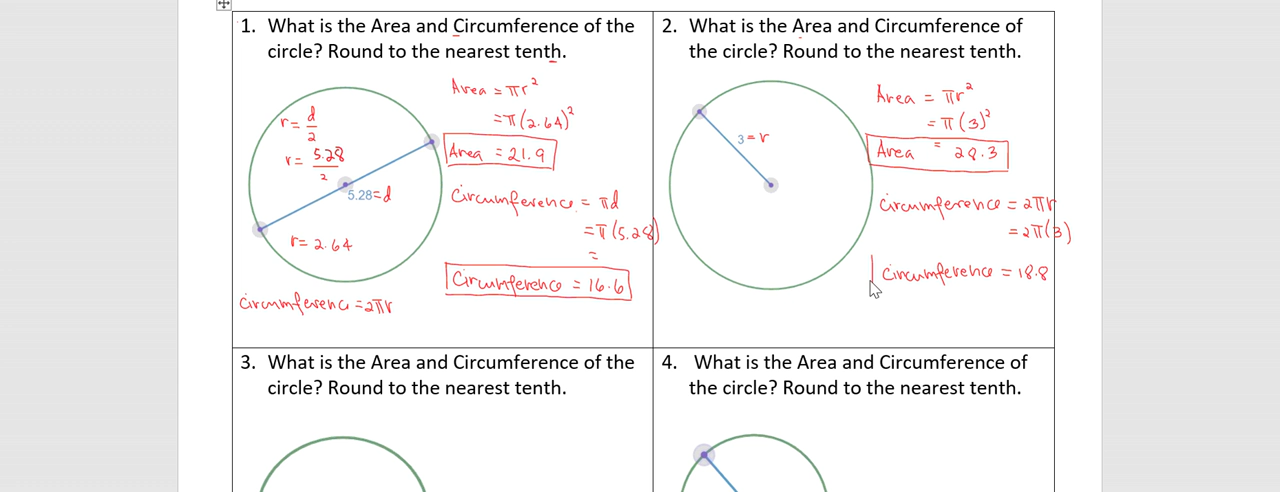 1. What is the Area and Circumference of the
circle? Round to the nearest tenth.
r = d/2
r = 5.28/2
5.28=d
r = 2.64
Circumference = 2πr
Area = πr²
= π(2.64)²
Area = 21.9
Circumference = πd
= π(5.28)
=
Circumference = 16.6
2. What is the Area and Circumference of
the circle? Round to the nearest tenth.
3 = r
Area = πr²
= π(3)²
Area = 28.3
Circumference = 2πr
= 2π(3)
Circumference = 18.8
3. What is the Area and Circumference of the
circle? Round to the nearest tenth.
4. What is the Area and Circumference of
the circle? Round to the nearest tenth.